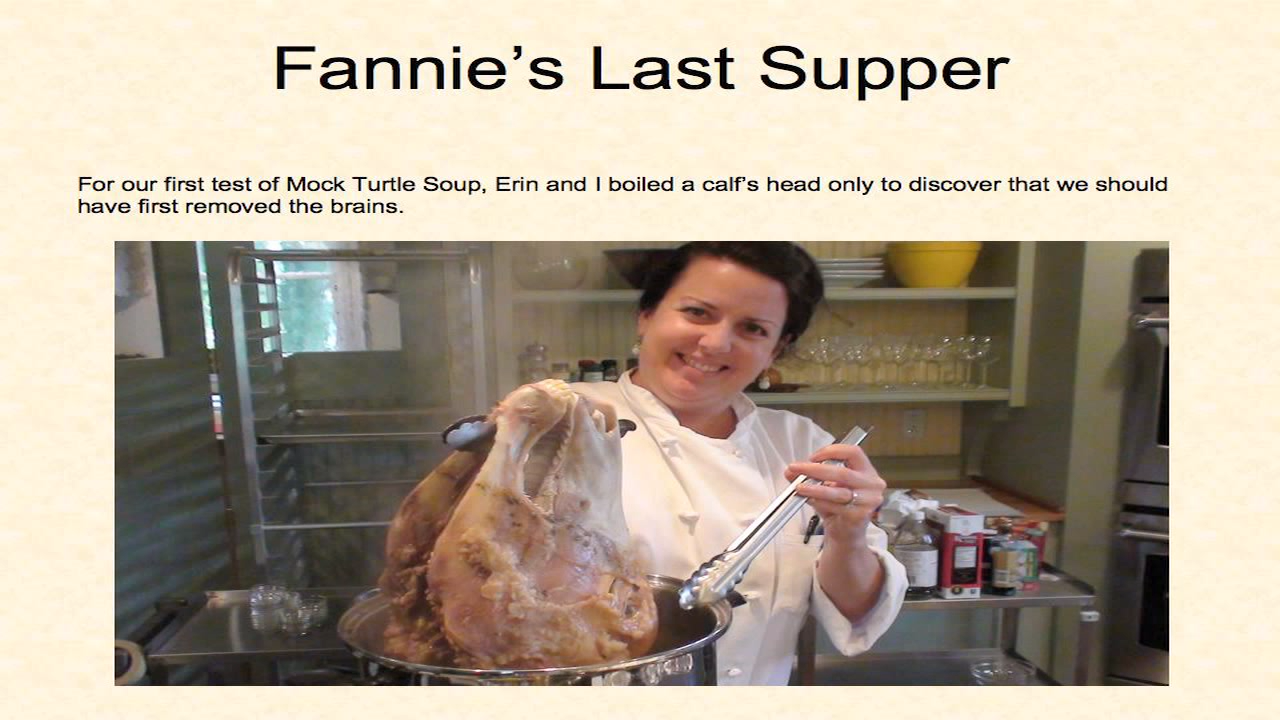 Fannie’s Last Supper
For our first test of Mock Turtle Soup, Erin and I boiled a calf’s head only to discover that we should
have first removed the brains.